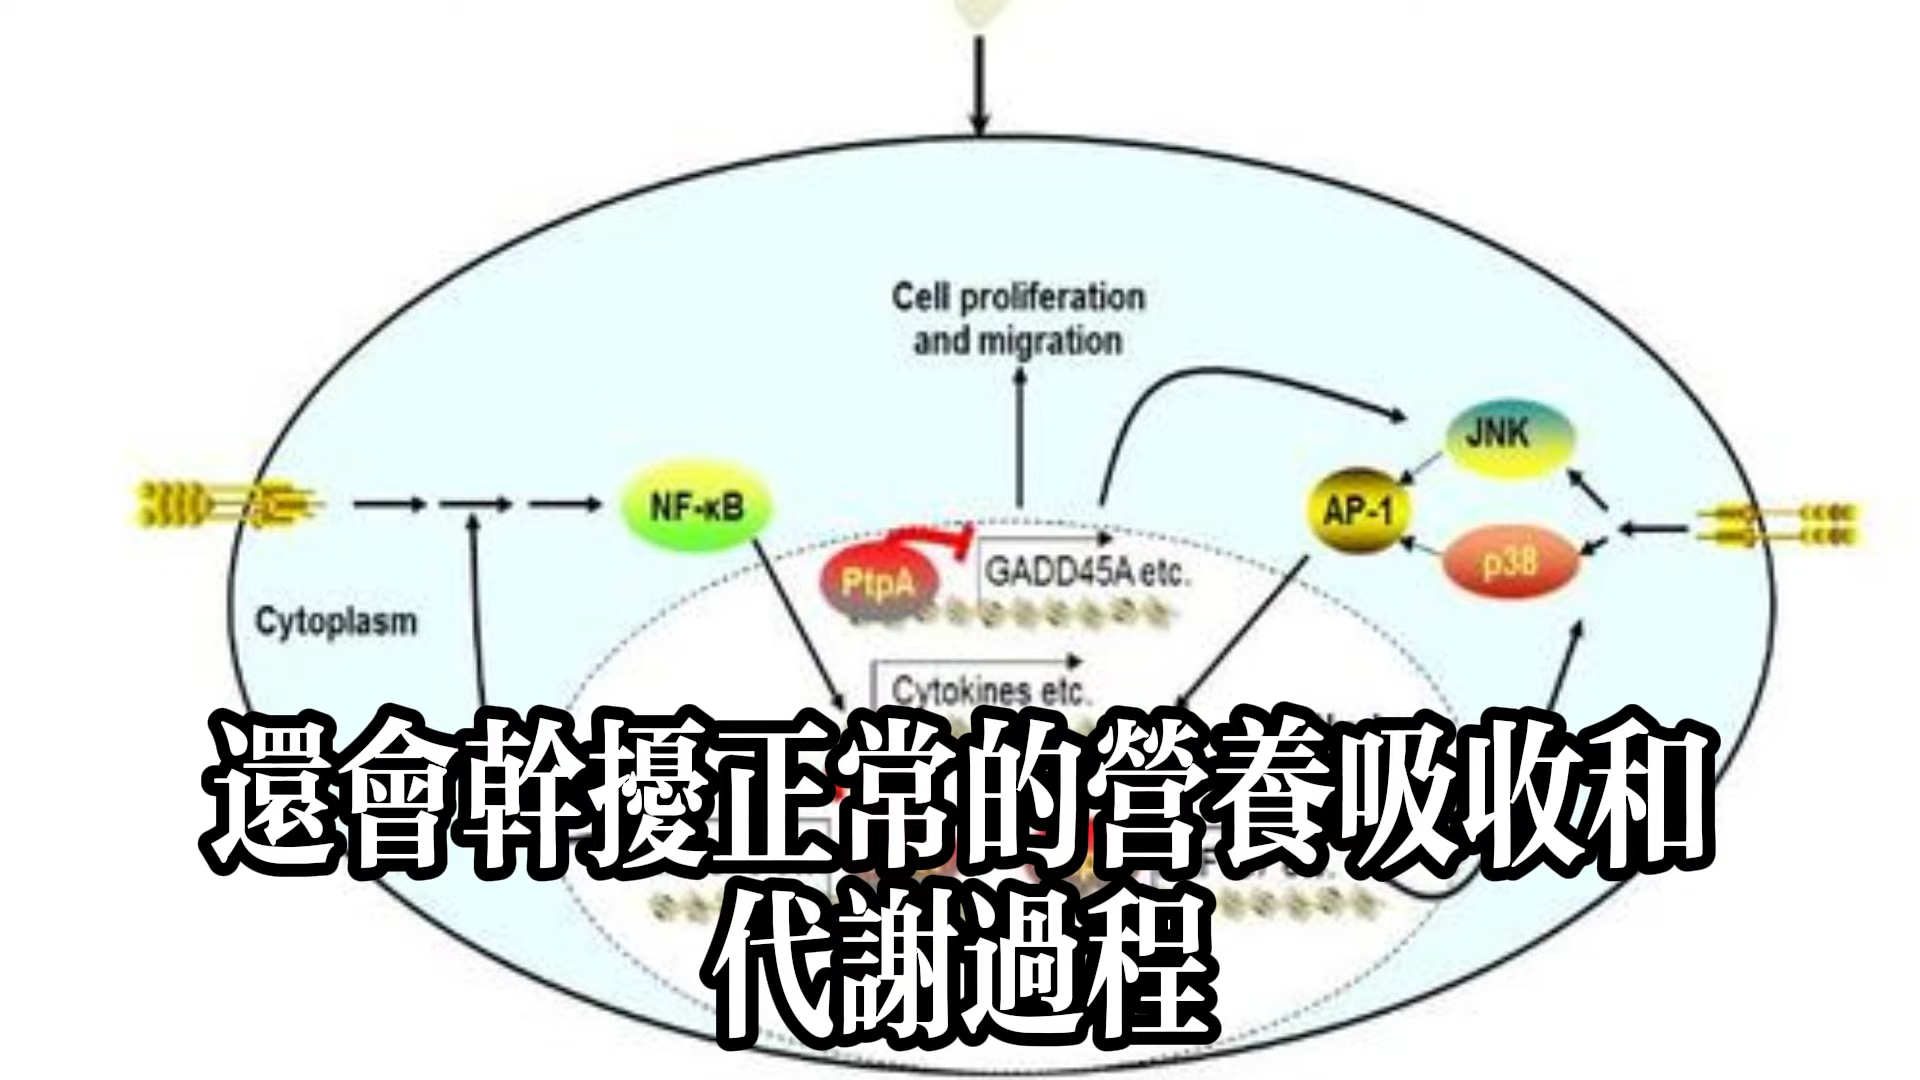 Cell proliferation
and migration
JNK
NF-κB
AP-1
p38
PtpA
GADD45A etc.
Cytoplasm
Cytokines etc.
還會幹擾正常的營養吸收和
代謝過程